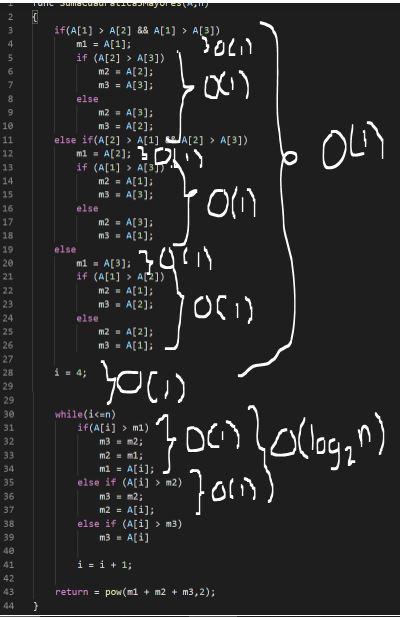 1 func SumaCuadratica3Mayores(A,n)
2 {
3 if(A[1] > A[2] && A[1] > A[3])
4 m1 = A[1]; } O(1)
5 if (A[2] > A[3])
6 m2 = A[2];
7 m3 = A[3]; O(1)
8 else
9 m2 = A[3];
10 m3 = A[2];
11 else if(A[2] > A[1] && A[2] > A[3])
12 m1 = A[2]; } O(1) O(1)
13 if (A[1] > A[3])
14 m2 = A[1];
15 m3 = A[3]; O(1)
16 else
17 m2 = A[3];
18 m3 = A[1];
19 else
20 m1 = A[3]; } O(1)
21 if (A[1] > A[2])
22 m2 = A[1];
23 m3 = A[2]; O(1)
24 else
25 m2 = A[2];
26 m3 = A[1];
27
28 i = 4; } O(1)
29
30 while(i<=n)
31 if(A[i] > m1)
32 m3 = m2; } O(1) } O(log2n)
33 m2 = m1;
34 m1 = A[i];
35 else if (A[i] > m2)
36 m3 = m2; } O(1)
37 m2 = A[i];
38 else if (A[i] > m3)
39 m3 = A[i]
40
41 i = i + 1;
42
43 return = pow(m1 + m2 + m3,2);
44 }